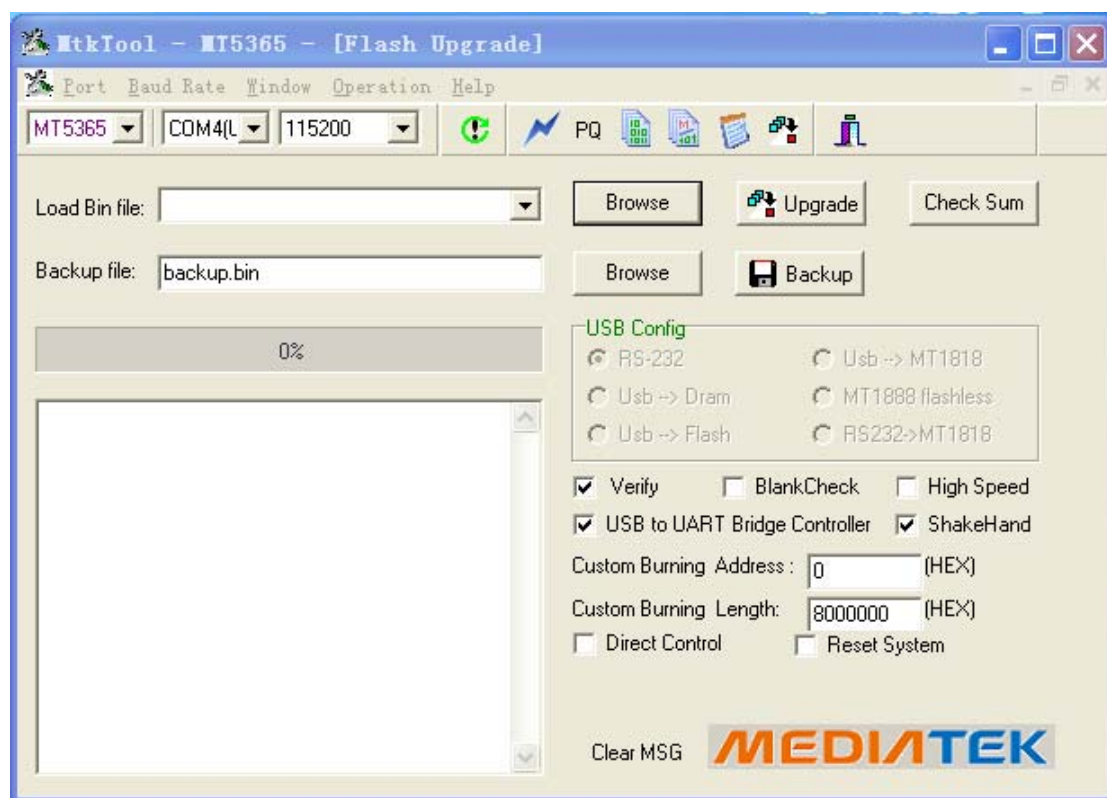 MtkTool - MT5365 - [Flash Upgrade]
Port Baud Rate Window Operation Help
MT5365 COM4(L 115200 PQ
Load Bin file: Browse Upgrade Check Sum
Backup file: backup.bin Browse Backup
0%
USB Config
RS-232 Usb --> MT1818
Usb --> Dram MT1888 flashless
Usb --> Flash RS232->MT1818
Verify BlankCheck High Speed
USB to UART Bridge Controller ShakeHand
Custom Burning Address : 0 (HEX)
Custom Burning Length: 8000000 (HEX)
Direct Control Reset System
Clear MSG MEDIATEK